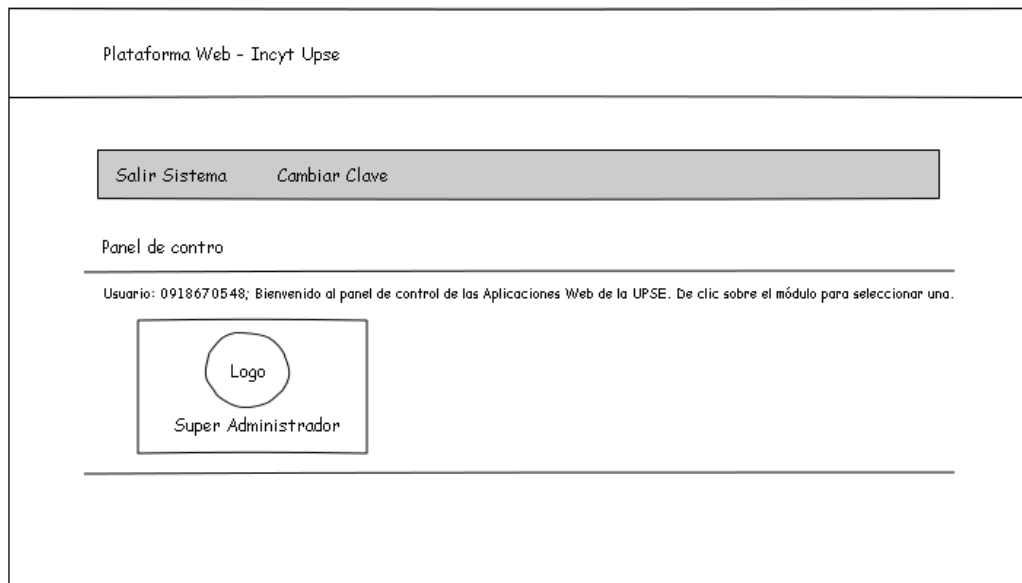 Plataforma Web - Incyt Upse
Salir Sistema Cambiar Clave
Panel de contro
Usuario: 0918670548; Bienvenido al panel de control de las Aplicaciones Web de la UPSE. De clic sobre el módulo para seleccionar una.
Logo
Super Administrador